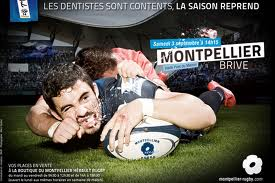 LES DENTISTES SONT CONTENTS, LA SAISON REPREND
Samedi 3 septembre à 14h15
MONTPELLIER
BRIVE
MONTPELLIER
VOS PLACES EN VENTE
À LA BOUTIQUE DU MONTPELLIER HÉRAULT RUGBY
montpellier-rugby.com